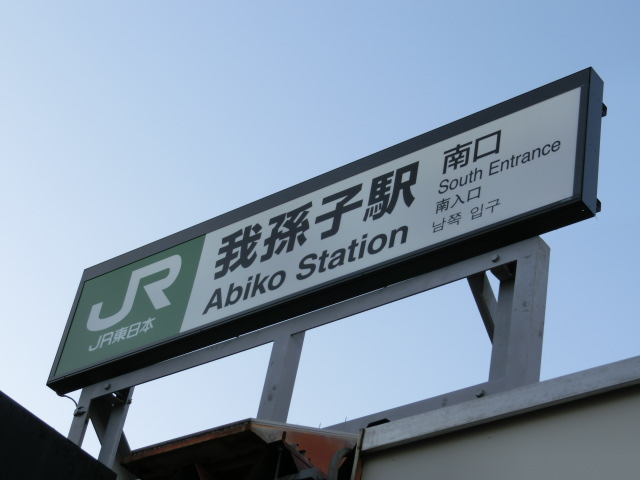 JR
JR東日本
我孫子駅
Abiko Station
南口
South Entrance
南入口
남쪽 입구